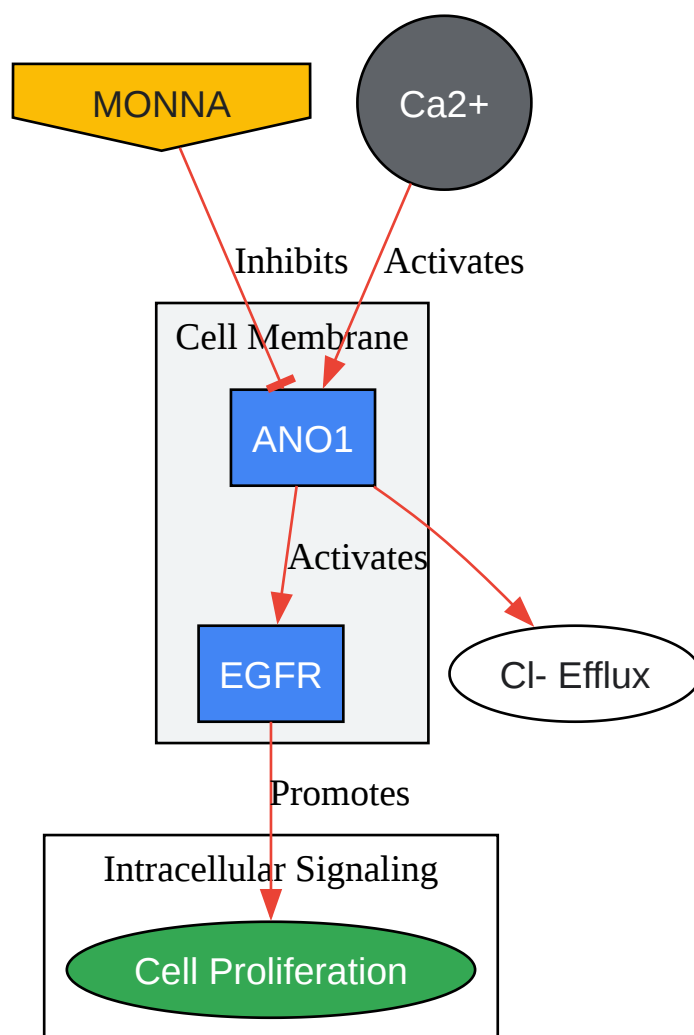 MONNA
Ca2+
Inhibits
Activates
Cell Membrane
ANO1
Activates
EGFR
Cl- Efflux
Promotes
Intracellular Signaling
Cell Proliferation